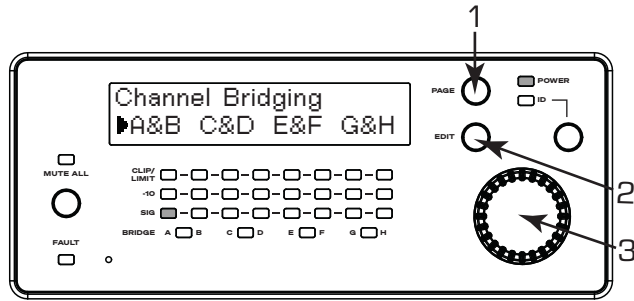 1
PAGE
POWER
ID
Channel Bridging
A&B C&D E&F G&H
EDIT
2
MUTE ALL
CLIP/
LIMIT
-10
SIG
BRIDGE A B C D E F G H
3
FAULT